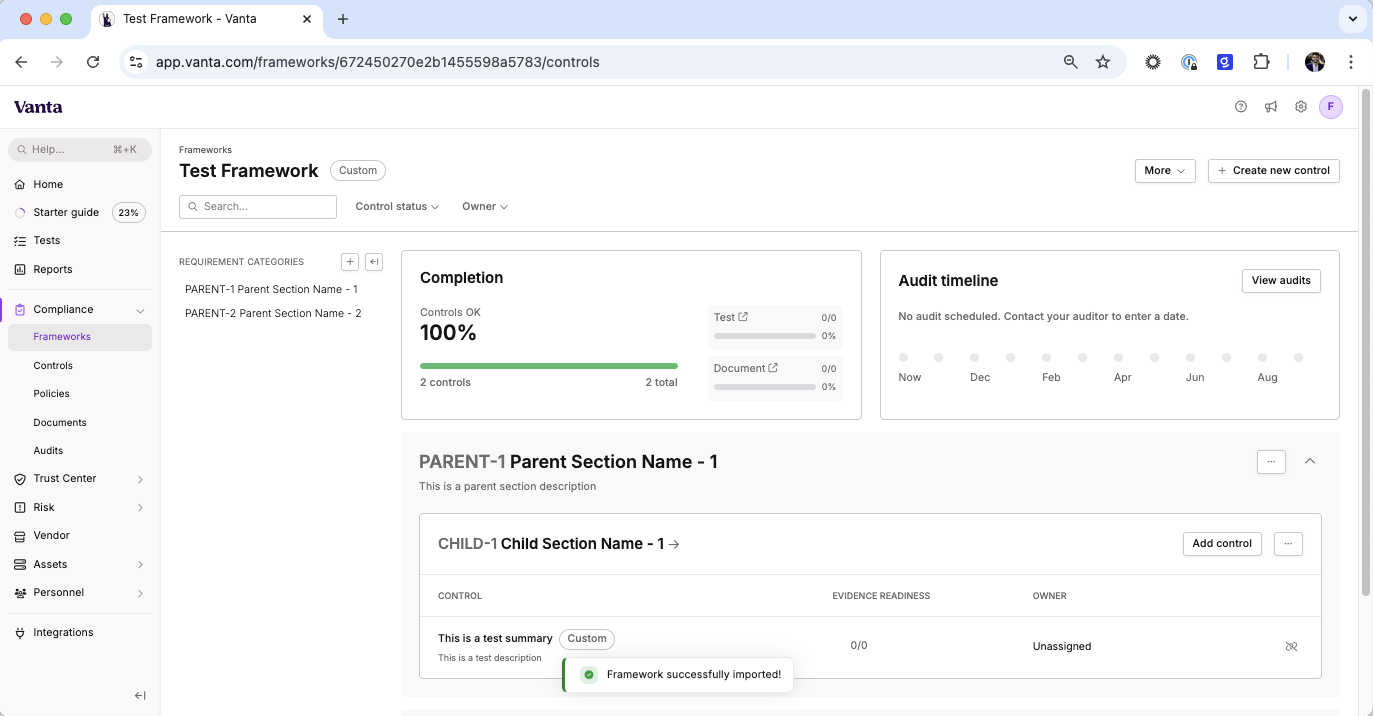 Test Framework - Vanta
app.vanta.com/frameworks/672450270e2b1455598a5783/controls
Vanta
F
Help... ⌘+K
Home
Starter guide 23%
Tests
Reports
Compliance
Frameworks
Controls
Policies
Documents
Audits
Trust Center
Risk
Vendor
Assets
Personnel
Integrations
Frameworks
Test Framework Custom
More
+ Create new control
Search...
Control status
Owner
REQUIREMENT CATEGORIES
PARENT-1 Parent Section Name - 1
PARENT-2 Parent Section Name - 2
Completion
Controls OK
100%
2 controls 2 total
Test 0/0
0%
Document 0/0
0%
Audit timeline
View audits
No audit scheduled. Contact your auditor to enter a date.
Now Dec Feb Apr Jun Aug
PARENT-1 Parent Section Name - 1
...
This is a parent section description
CHILD-1 Child Section Name - 1 →
Add control
...
CONTROL EVIDENCE READINESS OWNER
This is a test summary Custom
This is a test description
0/0
Unassigned
Framework successfully imported!